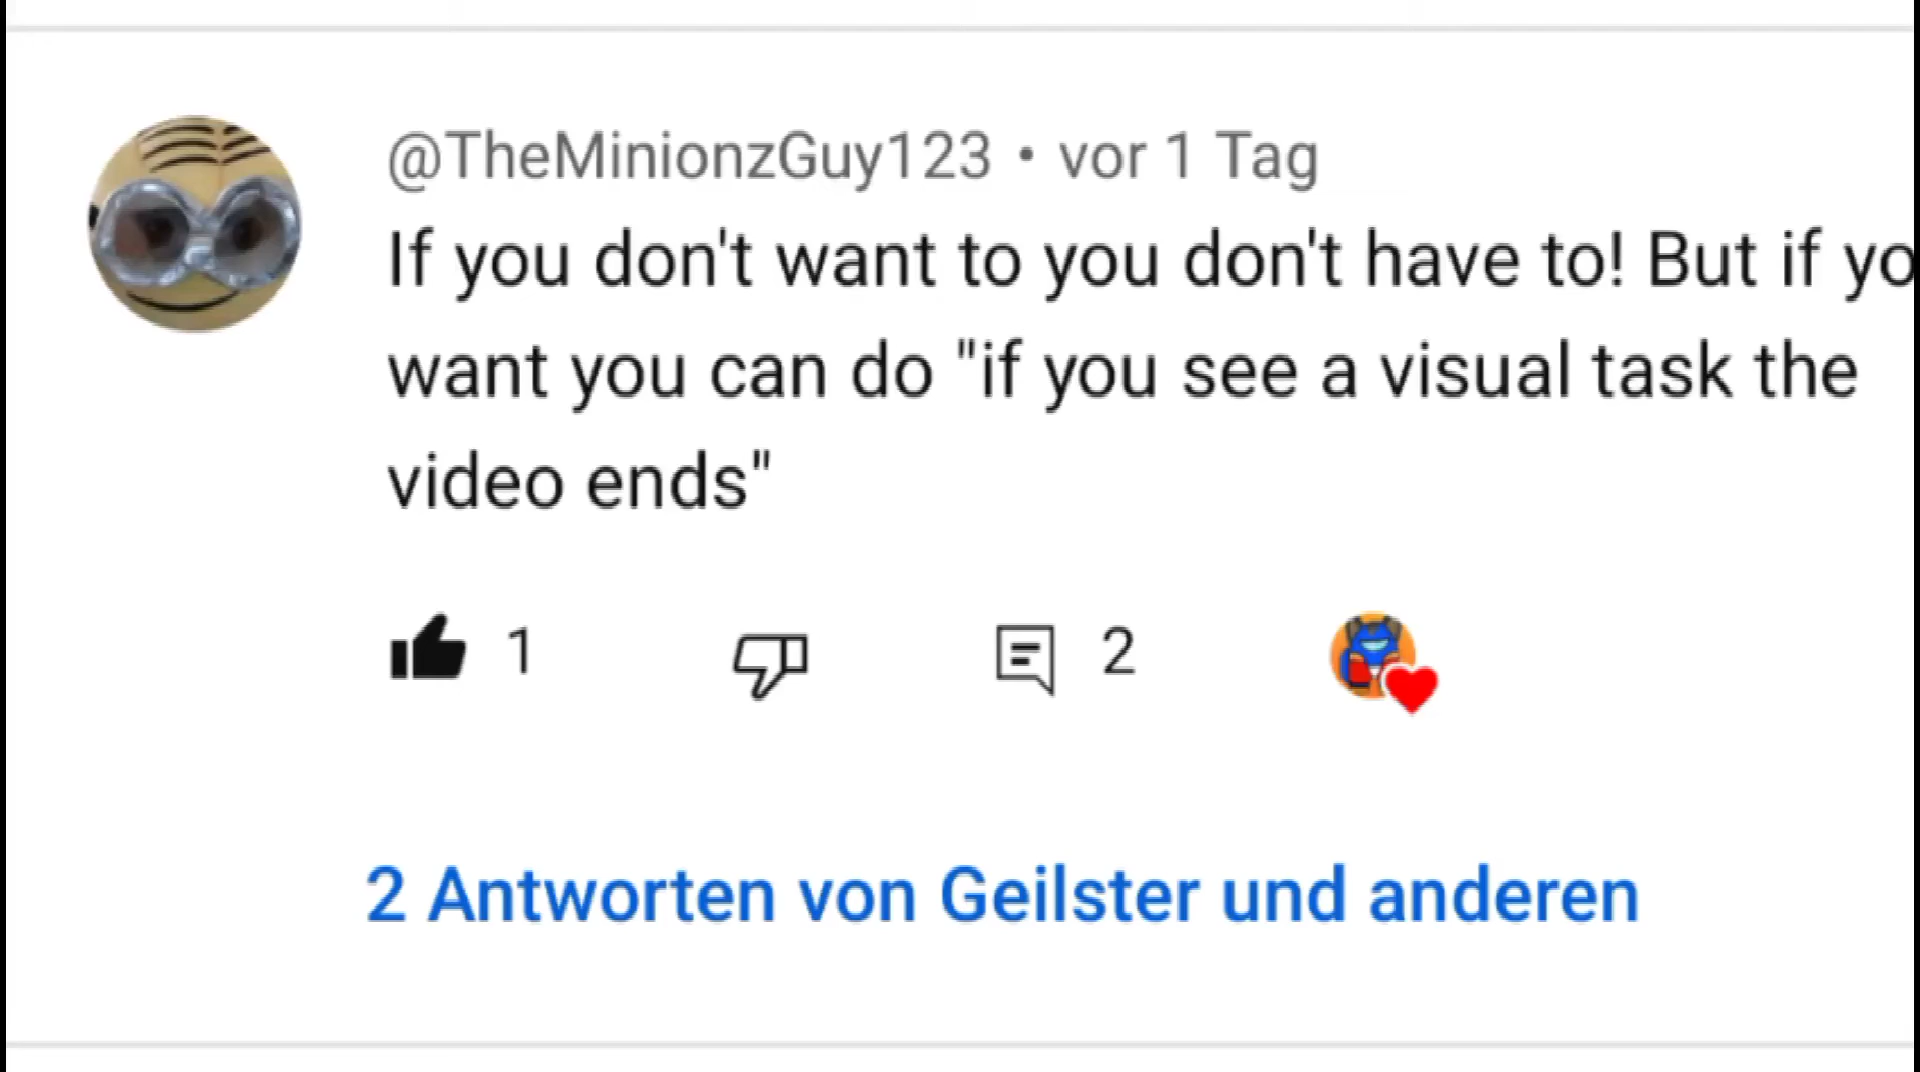 @TheMinionzGuy123 • vor 1 Tag
If you don't want to you don't have to! But if yo
want you can do "if you see a visual task the
video ends"
1
2
2 Antworten von Geilster und anderen